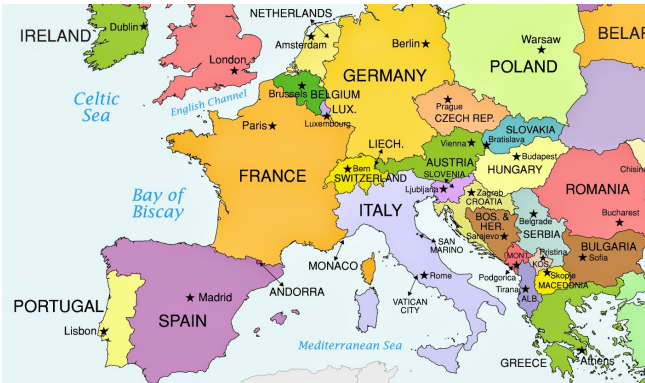 NETHERLANDS
IRELAND
Dublin
London
Amsterdam
Berlin
Warsaw
BELAR
POLAND
GERMANY
Celtic
Sea
English Channel
Brussels
BELGIUM
LUX.
Luxembourg
Prague
CZECH REP.
Paris
SLOVAKIA
Vienna
Bratislava
LIECH.
Budapest
AUSTRIA
HUNGARY
Chisin
FRANCE
Bern
SWITZERLAND
SLOVENIA
Ljubljana
Zagreb
CROATIA
ROMANIA
Bay of
Biscay
ITALY
BOS. &
HER.
Belgrade
Bucharest
Sarajevo
SERBIA
SAN
MARINO
BULGARIA
Sofia
MONT.
Pristina
KOS.
MONACO
Rome
Podgorica
Skopje
Tirana
MACEDONIA
ANDORRA
ALB.
VATICAN
CITY
PORTUGAL
Madrid
Lisbon
SPAIN
Mediterranean Sea
GREECE
Athens